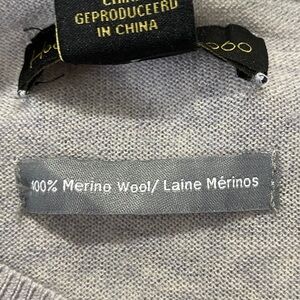 GEPRODUCEERD
IN CHINA
100% Merino Wool/ Laine Mérinos